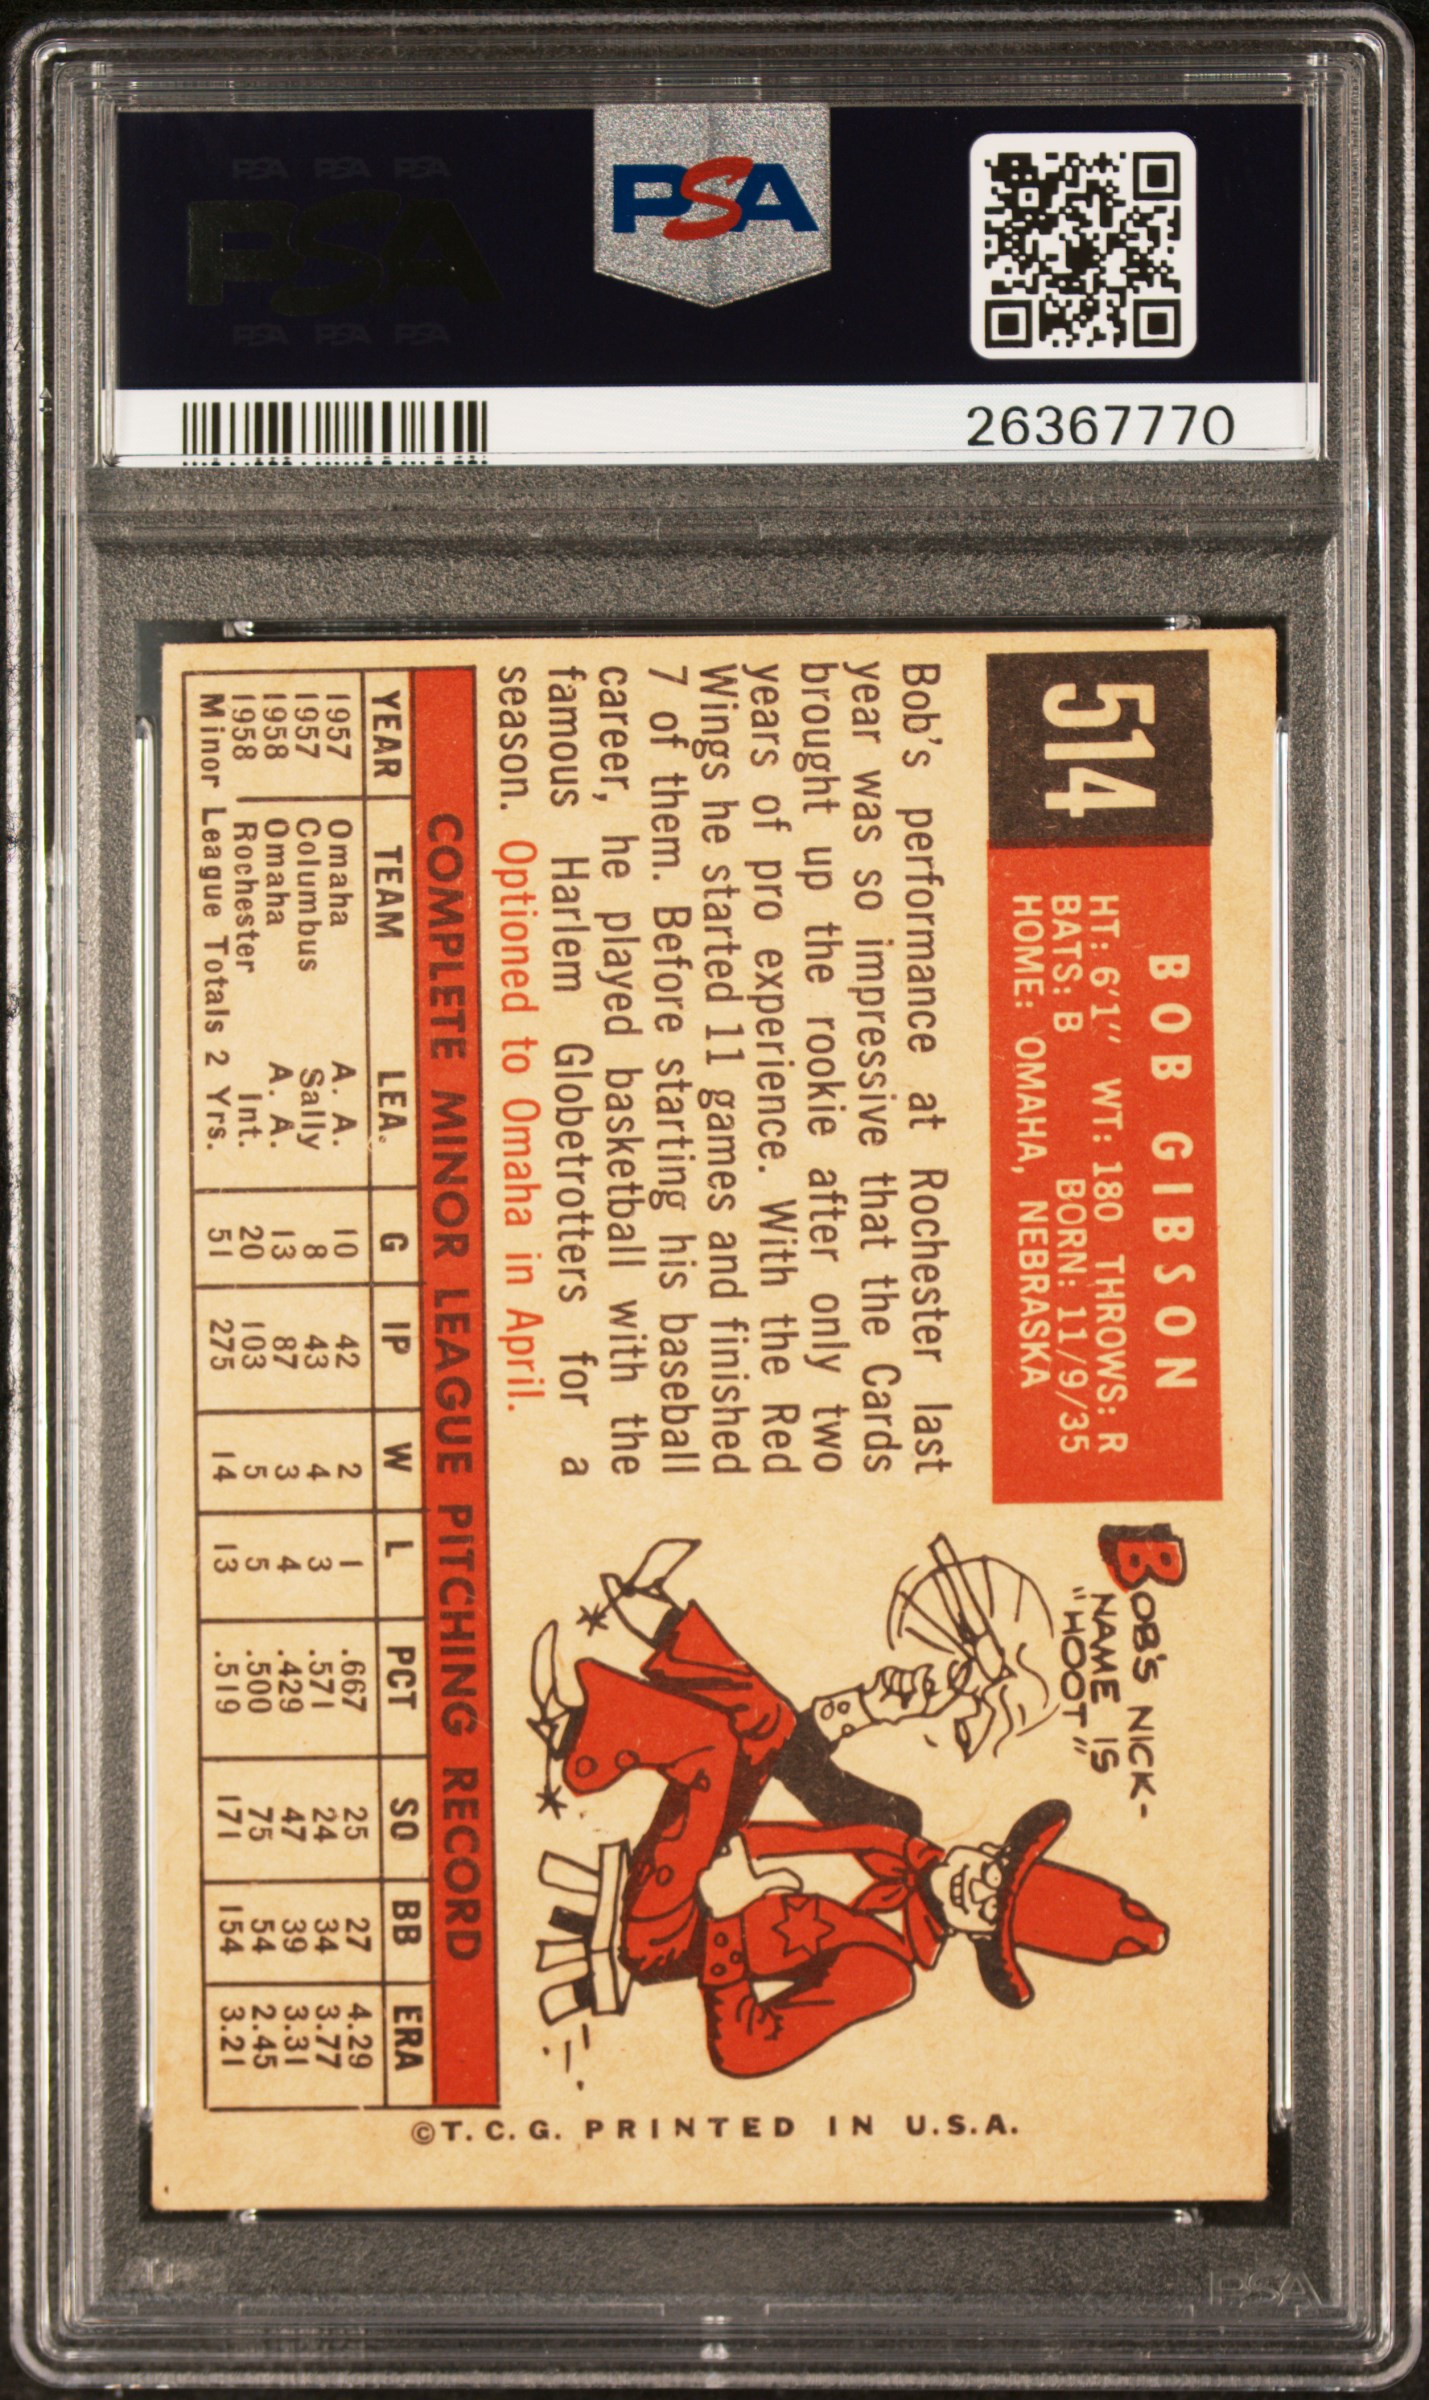 PSA PSA PSA
PSA
PSA PSA PSA
PSA
26367770
514
BOB GIBSON
HT: 6'1" WT: 180 THROWS: R
BATS: B BORN: 11/9/35
HOME: OMAHA, NEBRASKA
Bob's performance at Rochester last
year was so impressive that the Cards
brought up the rookie after only two
years of pro experience. With the Red
Wings he started 11 games and finished
7 of them. Before starting his baseball
career, he played basketball with the
famous Harlem Globetrotters for a
season. Optioned to Omaha in April.
BOB'S NICK-
NAME IS
"HOOT"
COMPLETE MINOR LEAGUE PITCHING RECORD
YEAR TEAM LEA. G IP W L PCT SO BB ERA
1957 Omaha A. A. 10 42 2 1 .667 25 27 4.29
1957 Columbus Sally 8 43 4 3 .571 24 34 3.77
1958 Omaha A. A. 13 87 3 4 .429 47 39 3.31
1958 Rochester Int. 20 103 5 5 .500 75 54 2.45
Minor League Totals 2 Yrs. 51 275 14 13 .519 171 154 3.21
©T. C. G. PRINTED IN U.S.A.
PSA